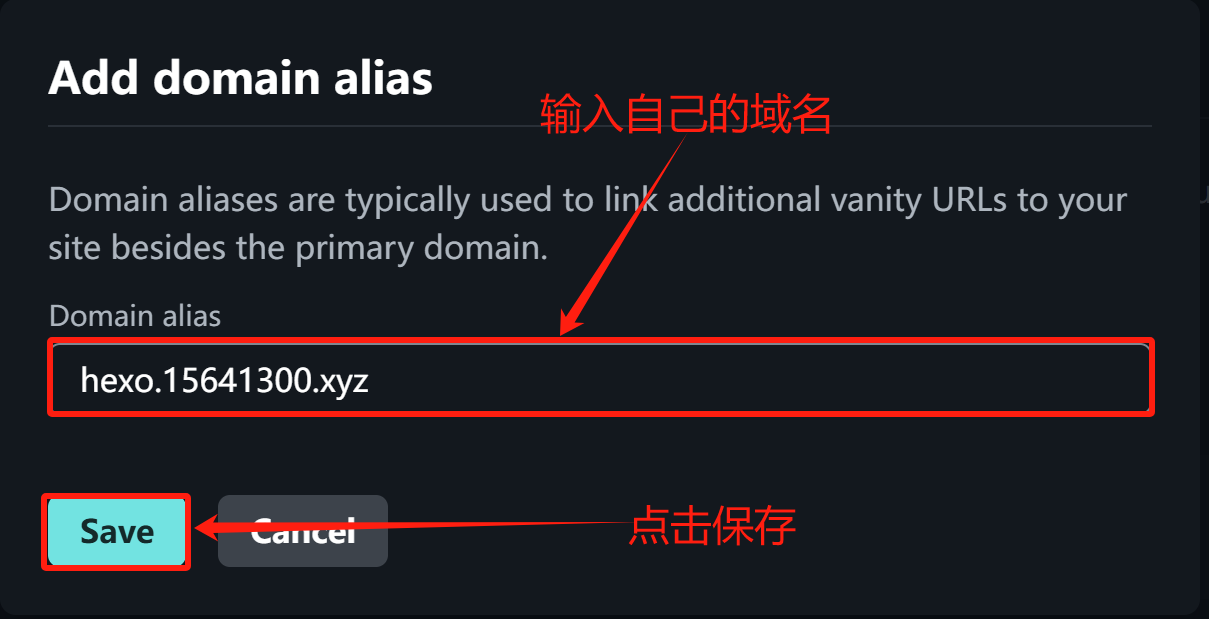 Add domain alias
输入自己的域名
Domain aliases are typically used to link additional vanity URLs to your
site besides the primary domain.
Domain alias
hexo.15641300.xyz
Save
Cancel
点击保存